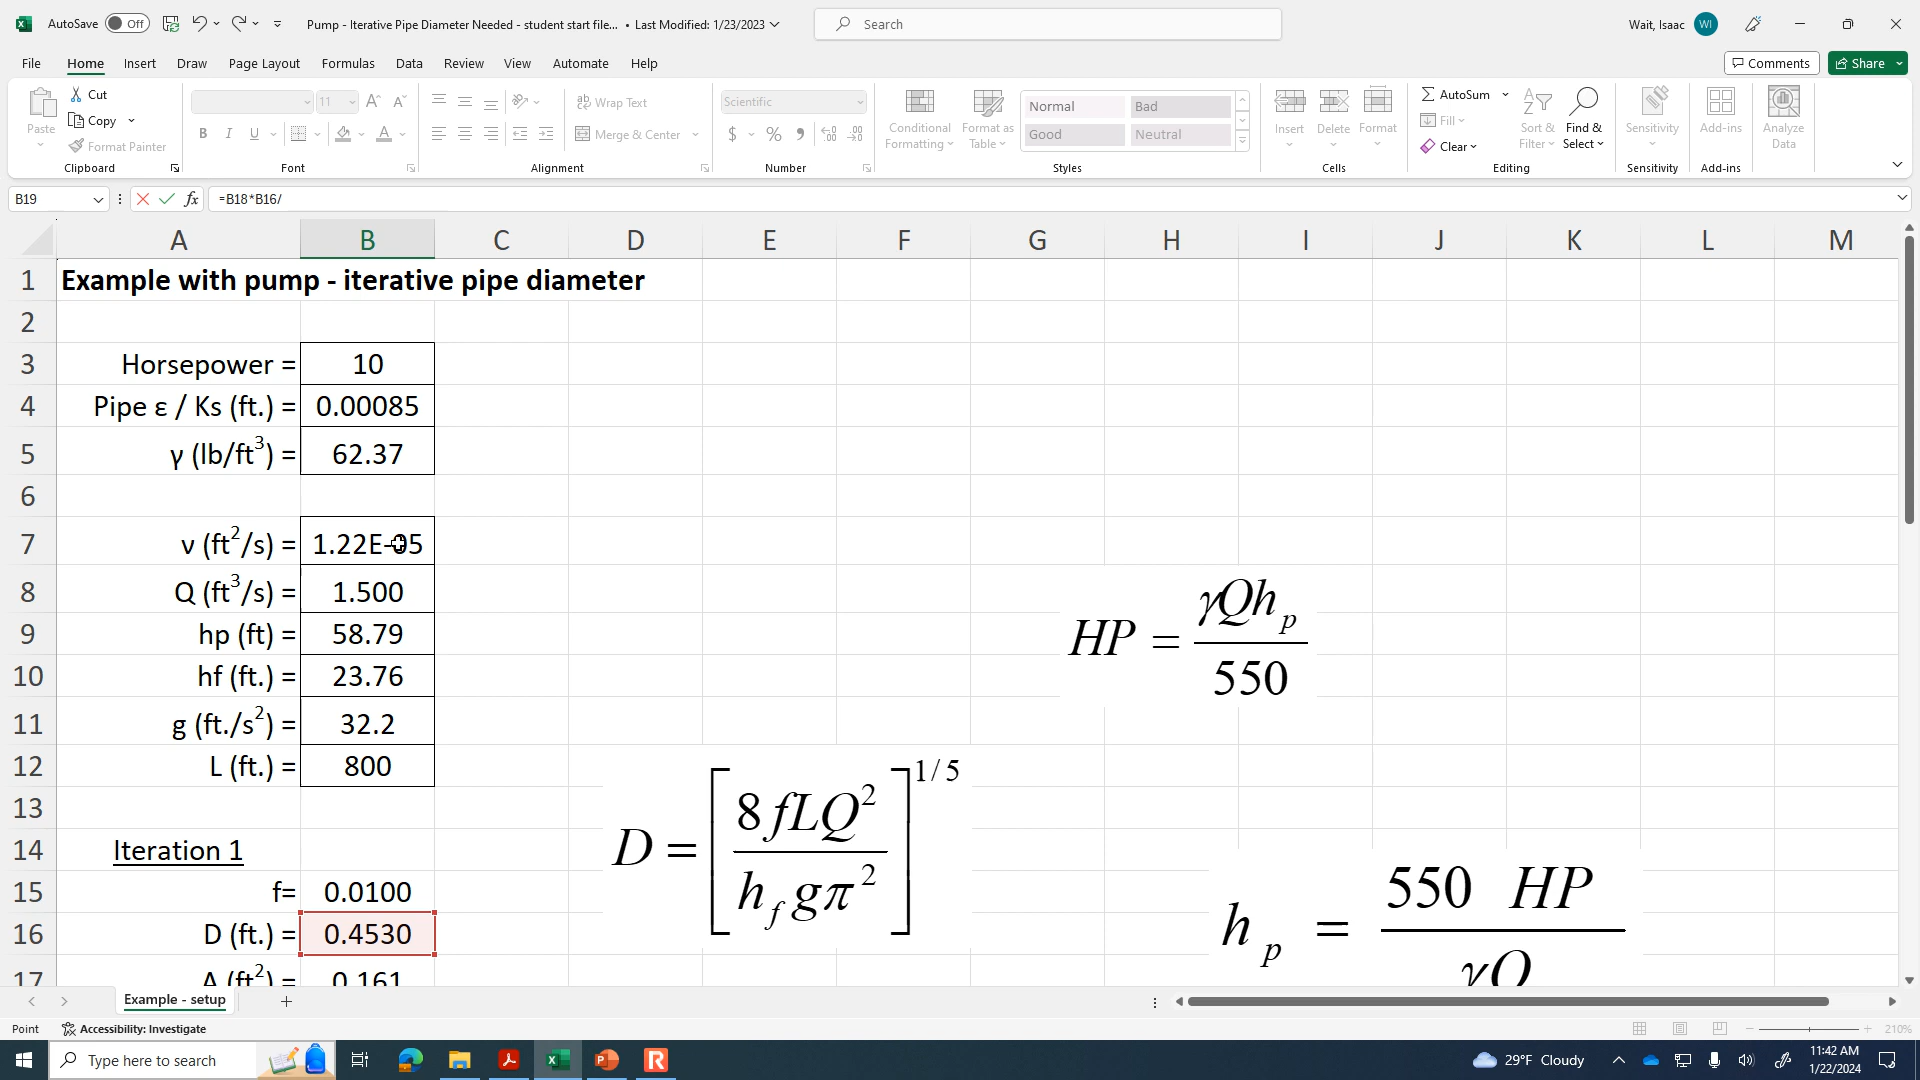 AutoSave Off Pump - Iterative Pipe Diameter Needed - student start file... • Last Modified: 1/23/2023 Search Wait, Isaac WI
File Home Insert Draw Page Layout Formulas Data Review View Automate Help Comments Share
Paste Cut Copy Format Painter Clipboard
11 B I U A Font
Wrap Text Merge & Center Alignment
Scientific $ % Number
Conditional Formatting Format as Table Normal Bad Good Neutral Styles
Insert Delete Format Cells
AutoSum Fill Clear Sort & Filter Find & Select Editing
Sensitivity Sensitivity
Add-ins Add-ins
Analyze Data
B19 fx =B18*B16/
A B C D E F G H I J K L M
1 Example with pump - iterative pipe diameter
2
3 Horsepower = 10
4 Pipe ε / Ks (ft.) = 0.00085
5 γ (lb/ft3) = 62.37
6
7 ν (ft2/s) = 1.22E-05
8 Q (ft3/s) = 1.500
9 hp (ft) = 58.79
10 hf (ft.) = 23.76
11 g (ft./s2) = 32.2
12 L (ft.) = 800
13
14 Iteration 1
15 f= 0.0100
16 D (ft.) = 0.4530
17 A (ft2) = 0.161
HP = γQhp / 550
D = [8fLQ2 / hf gπ2]1/5
hp = 550 HP / γQ
Example - setup
Point Accessibility: Investigate 210%
Type here to search 29°F Cloudy 11:42 AM
1/22/2024